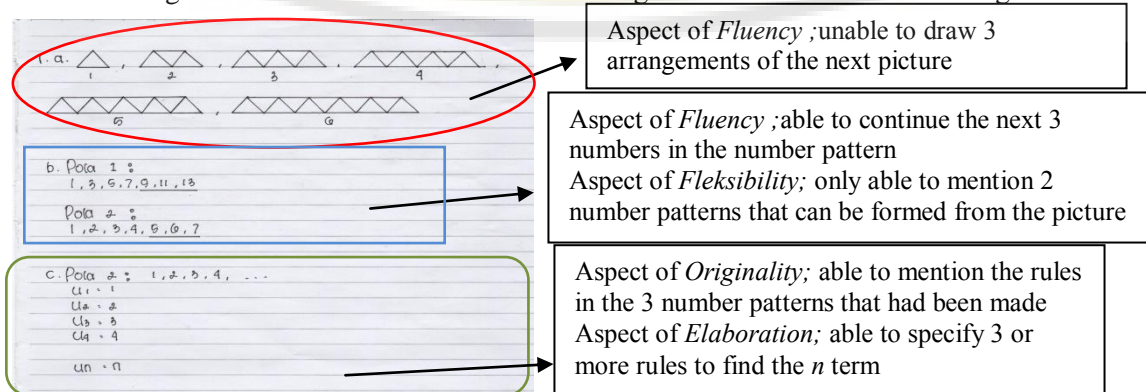 Aspect of Fluency ;unable to draw 3
arrangements of the next picture
1. a.
1 , 2 , 3 , 4 ,
5 , 6
Aspect of Fluency ;able to continue the next 3
numbers in the number pattern
Aspect of Fleksibility; only able to mention 2
number patterns that can be formed from the picture
b. Pola 1 :
1, 3, 5, 7, 9, 11, 13
Pola 2 :
1, 2, 3, 4, 5, 6, 7
Aspect of Originality; able to mention the rules
in the 3 number patterns that had been made
Aspect of Elaboration; able to specify 3 or
more rules to find the n term
c. Pola 2 : 1, 2, 3, 4, ...
U1 = 1
U2 = 2
U3 = 3
U4 = 4
Un = n